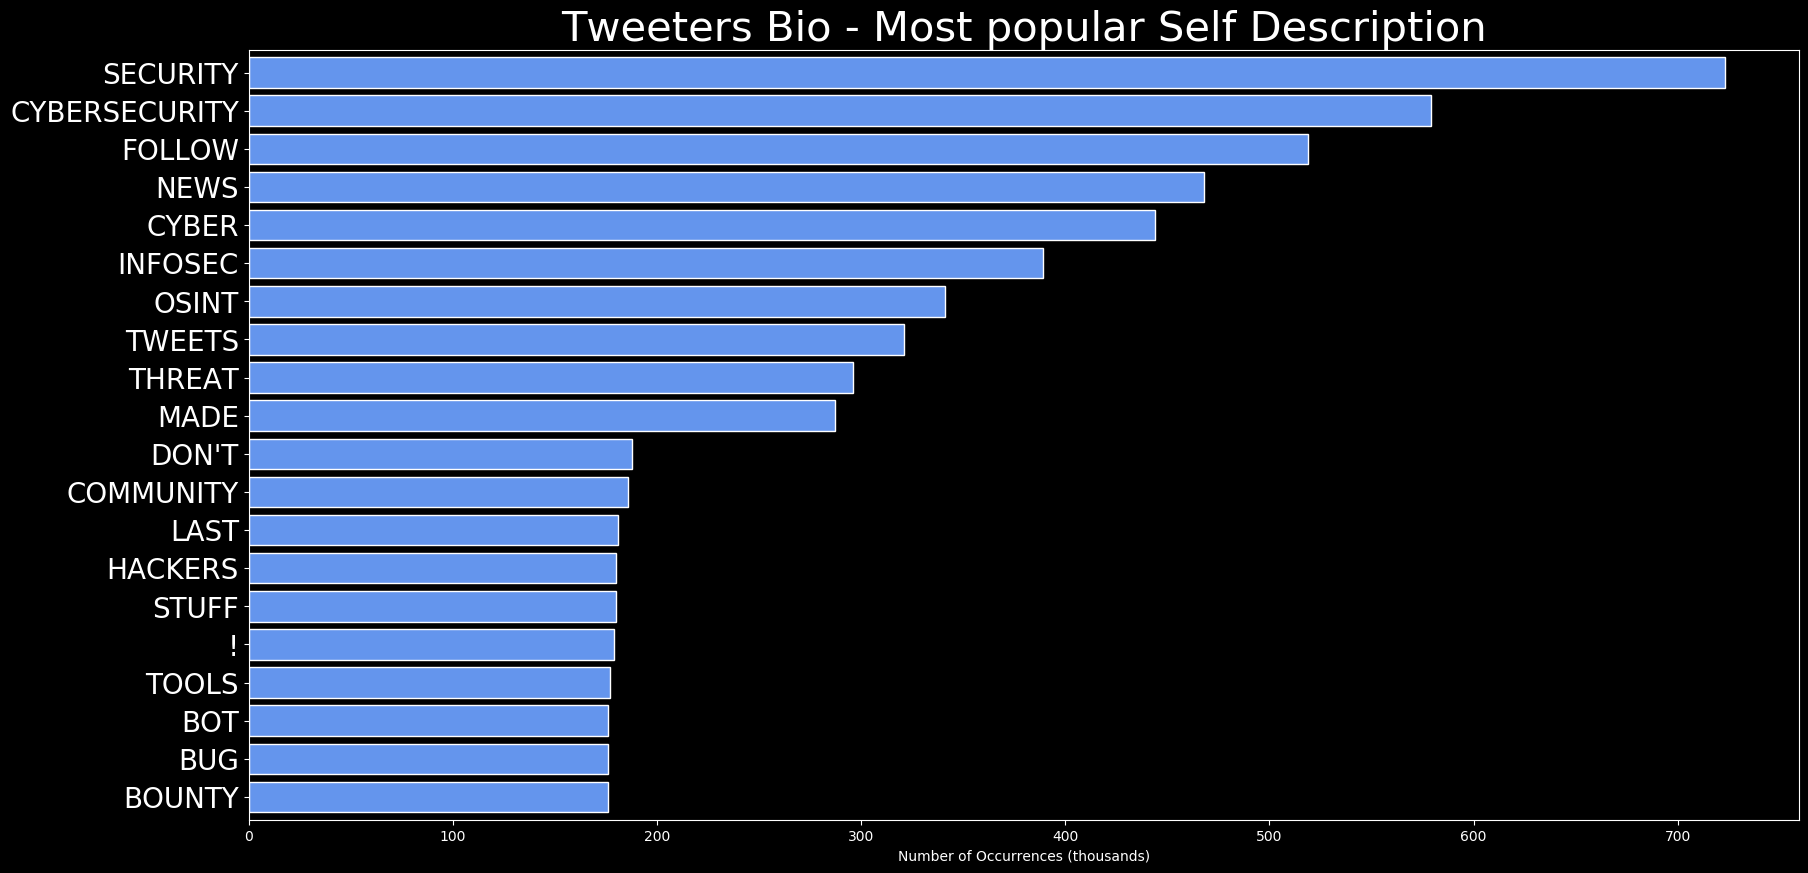 Tweeters Bio - Most popular Self Description
SECURITY
CYBERSECURITY
FOLLOW
NEWS
CYBER
INFOSEC
OSINT
TWEETS
THREAT
MADE
DON'T
COMMUNITY
LAST
HACKERS
STUFF
!
TOOLS
BOT
BUG
BOUNTY
0 100 200 300 400 500 600 700
Number of Occurrences (thousands)